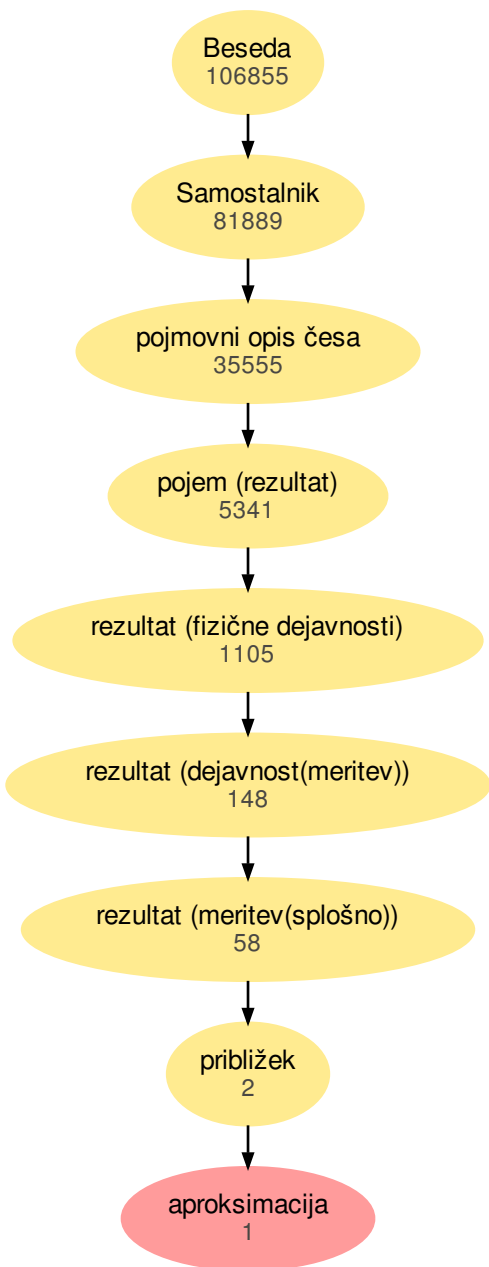 Beseda
106855
Samostalnik
81889
pojmovni opis česa
35555
pojem (rezultat)
5341
rezultat (fizične dejavnosti)
1105
rezultat (dejavnost(meritev))
148
rezultat (meritev(splošno))
58
približek
2
aproksimacija
1